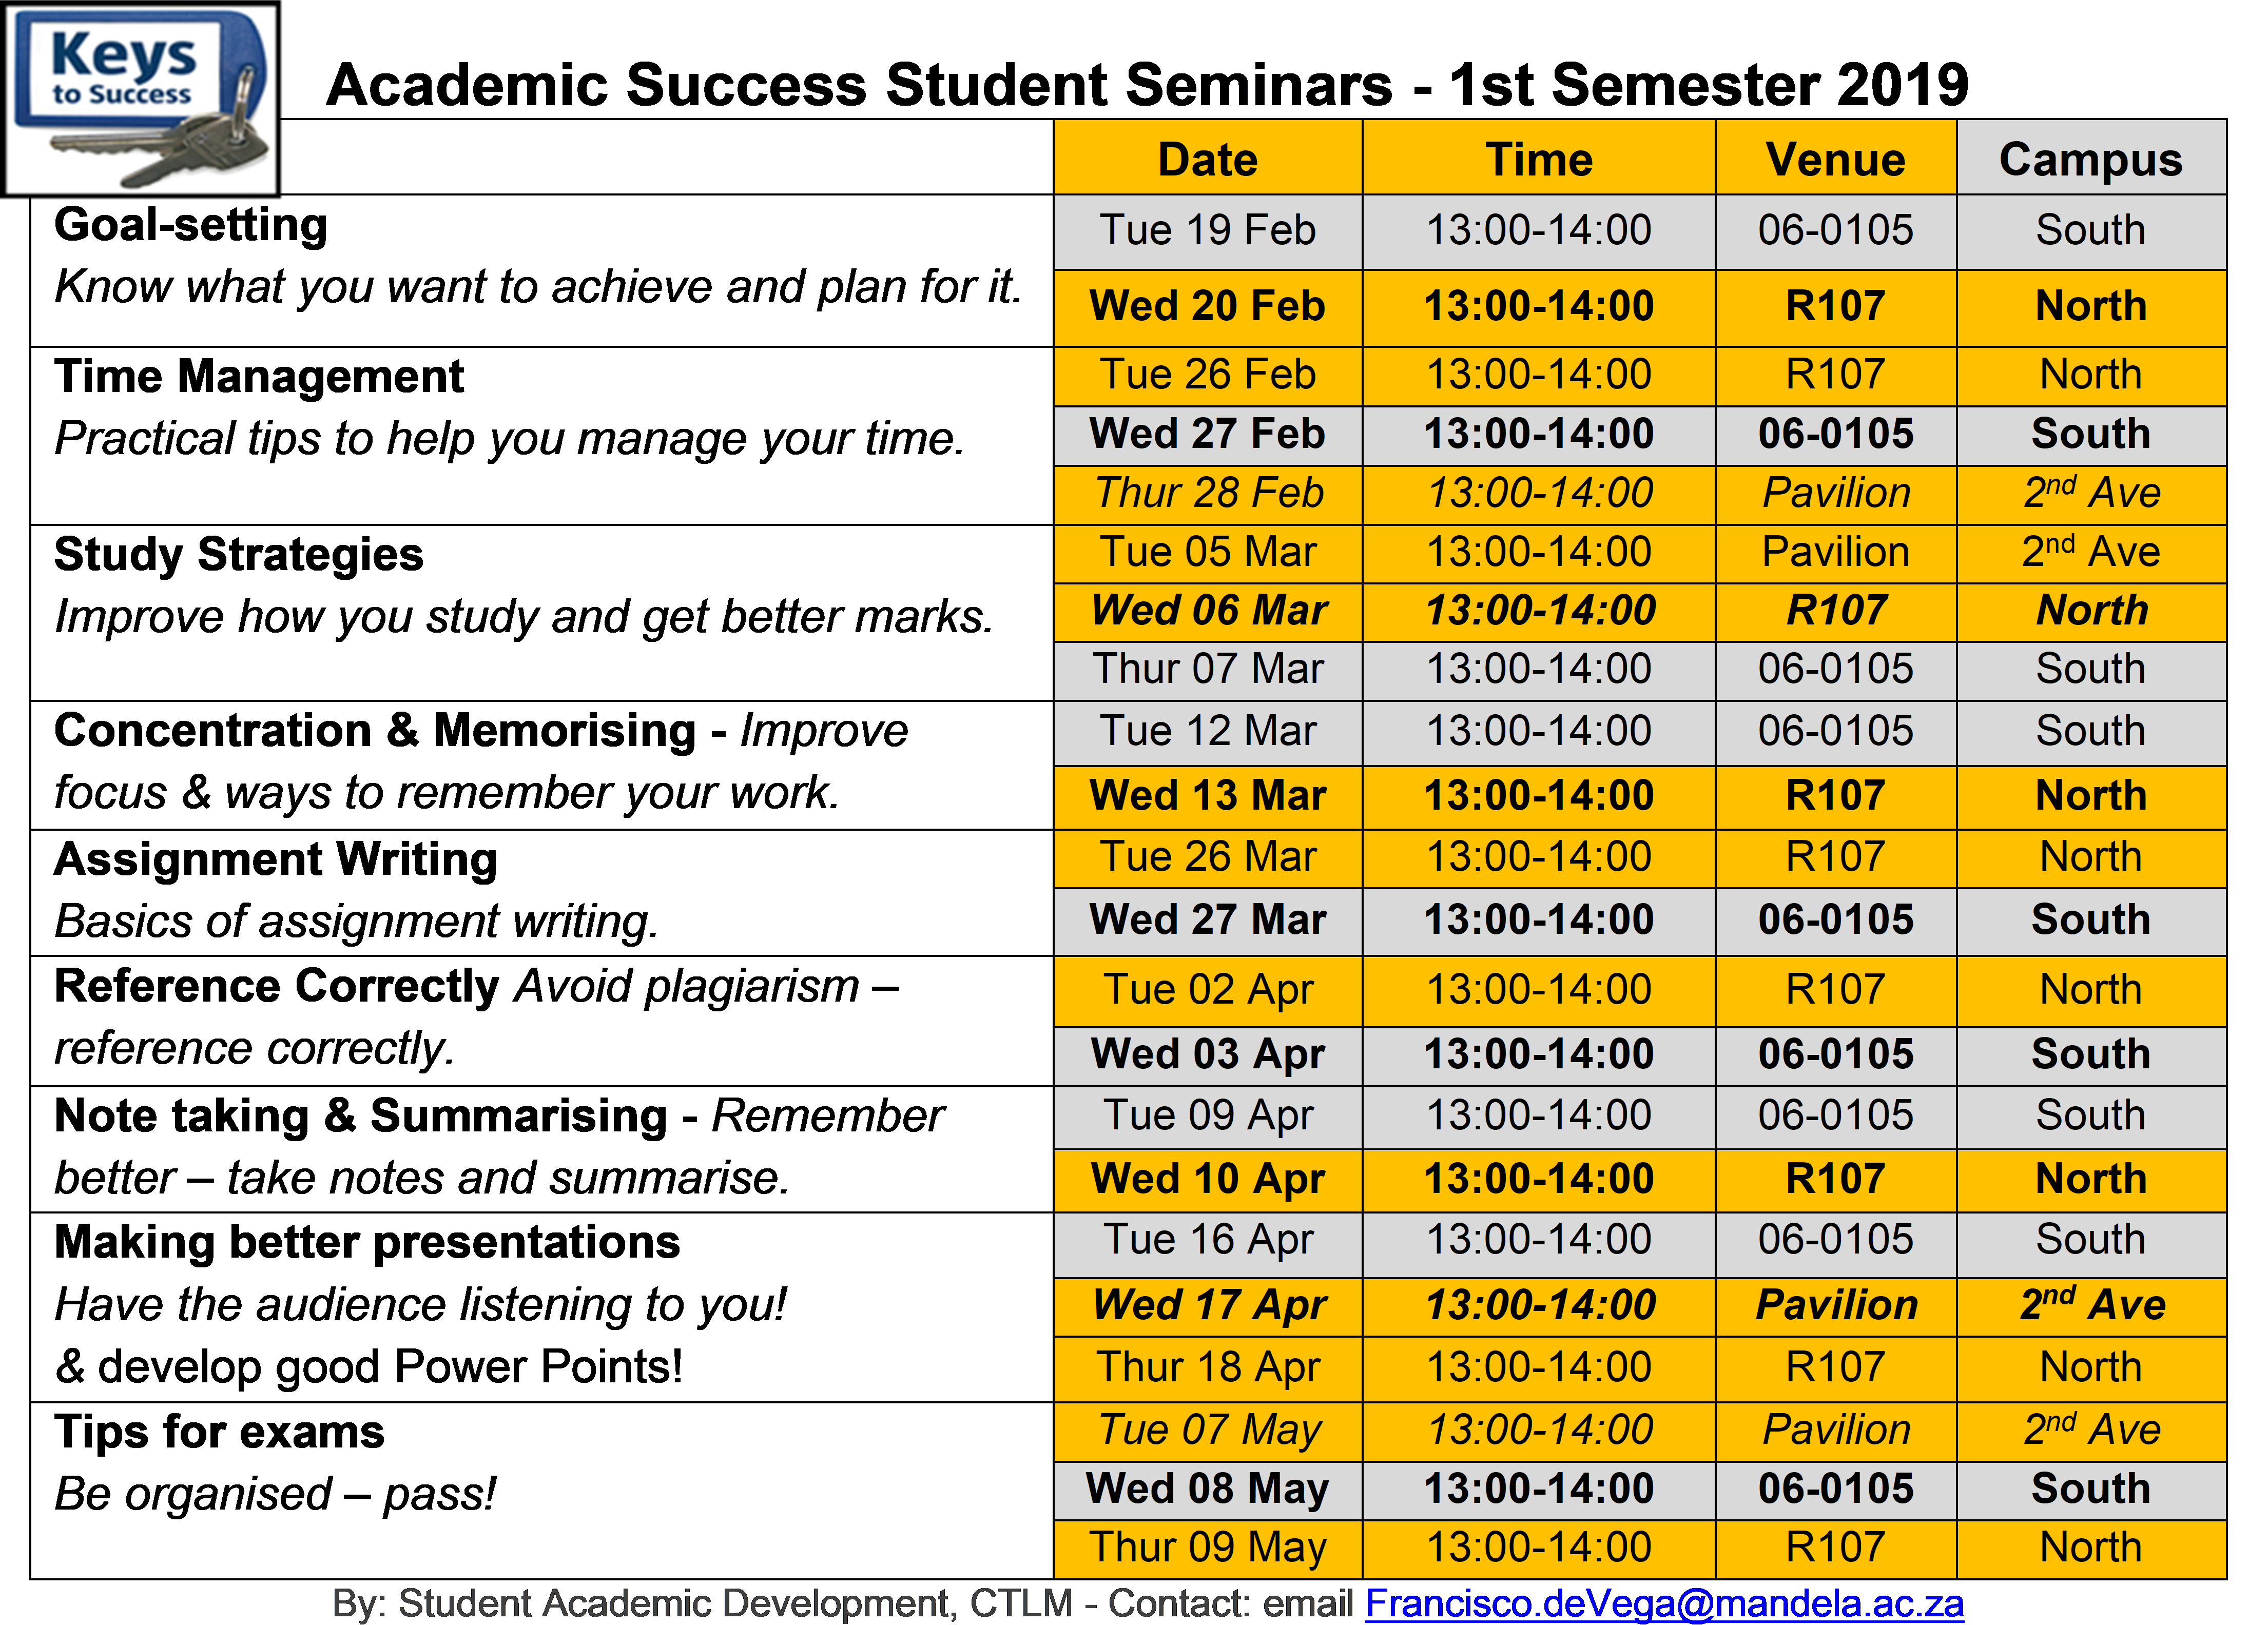 Keys
to Success
Academic Success Student Seminars - 1st Semester 2019
Date Time Venue Campus
Goal-setting
Know what you want to achieve and plan for it.
Tue 19 Feb 13:00-14:00 06-0105 South
Wed 20 Feb 13:00-14:00 R107 North
Time Management
Practical tips to help you manage your time.
Tue 26 Feb 13:00-14:00 R107 North
Wed 27 Feb 13:00-14:00 06-0105 South
Thur 28 Feb 13:00-14:00 Pavilion 2nd Ave
Study Strategies
Improve how you study and get better marks.
Tue 05 Mar 13:00-14:00 Pavilion 2nd Ave
Wed 06 Mar 13:00-14:00 R107 North
Thur 07 Mar 13:00-14:00 06-0105 South
Concentration & Memorising - Improve
focus & ways to remember your work.
Tue 12 Mar 13:00-14:00 06-0105 South
Wed 13 Mar 13:00-14:00 R107 North
Assignment Writing
Basics of assignment writing.
Tue 26 Mar 13:00-14:00 R107 North
Wed 27 Mar 13:00-14:00 06-0105 South
Reference Correctly Avoid plagiarism –
reference correctly.
Tue 02 Apr 13:00-14:00 R107 North
Wed 03 Apr 13:00-14:00 06-0105 South
Note taking & Summarising - Remember
better – take notes and summarise.
Tue 09 Apr 13:00-14:00 06-0105 South
Wed 10 Apr 13:00-14:00 R107 North
Making better presentations
Have the audience listening to you!
& develop good Power Points!
Tue 16 Apr 13:00-14:00 06-0105 South
Wed 17 Apr 13:00-14:00 Pavilion 2nd Ave
Thur 18 Apr 13:00-14:00 R107 North
Tips for exams
Be organised – pass!
Tue 07 May 13:00-14:00 Pavilion 2nd Ave
Wed 08 May 13:00-14:00 06-0105 South
Thur 09 May 13:00-14:00 R107 North
By: Student Academic Development, CTLM - Contact: email Francisco.deVega@mandela.ac.za